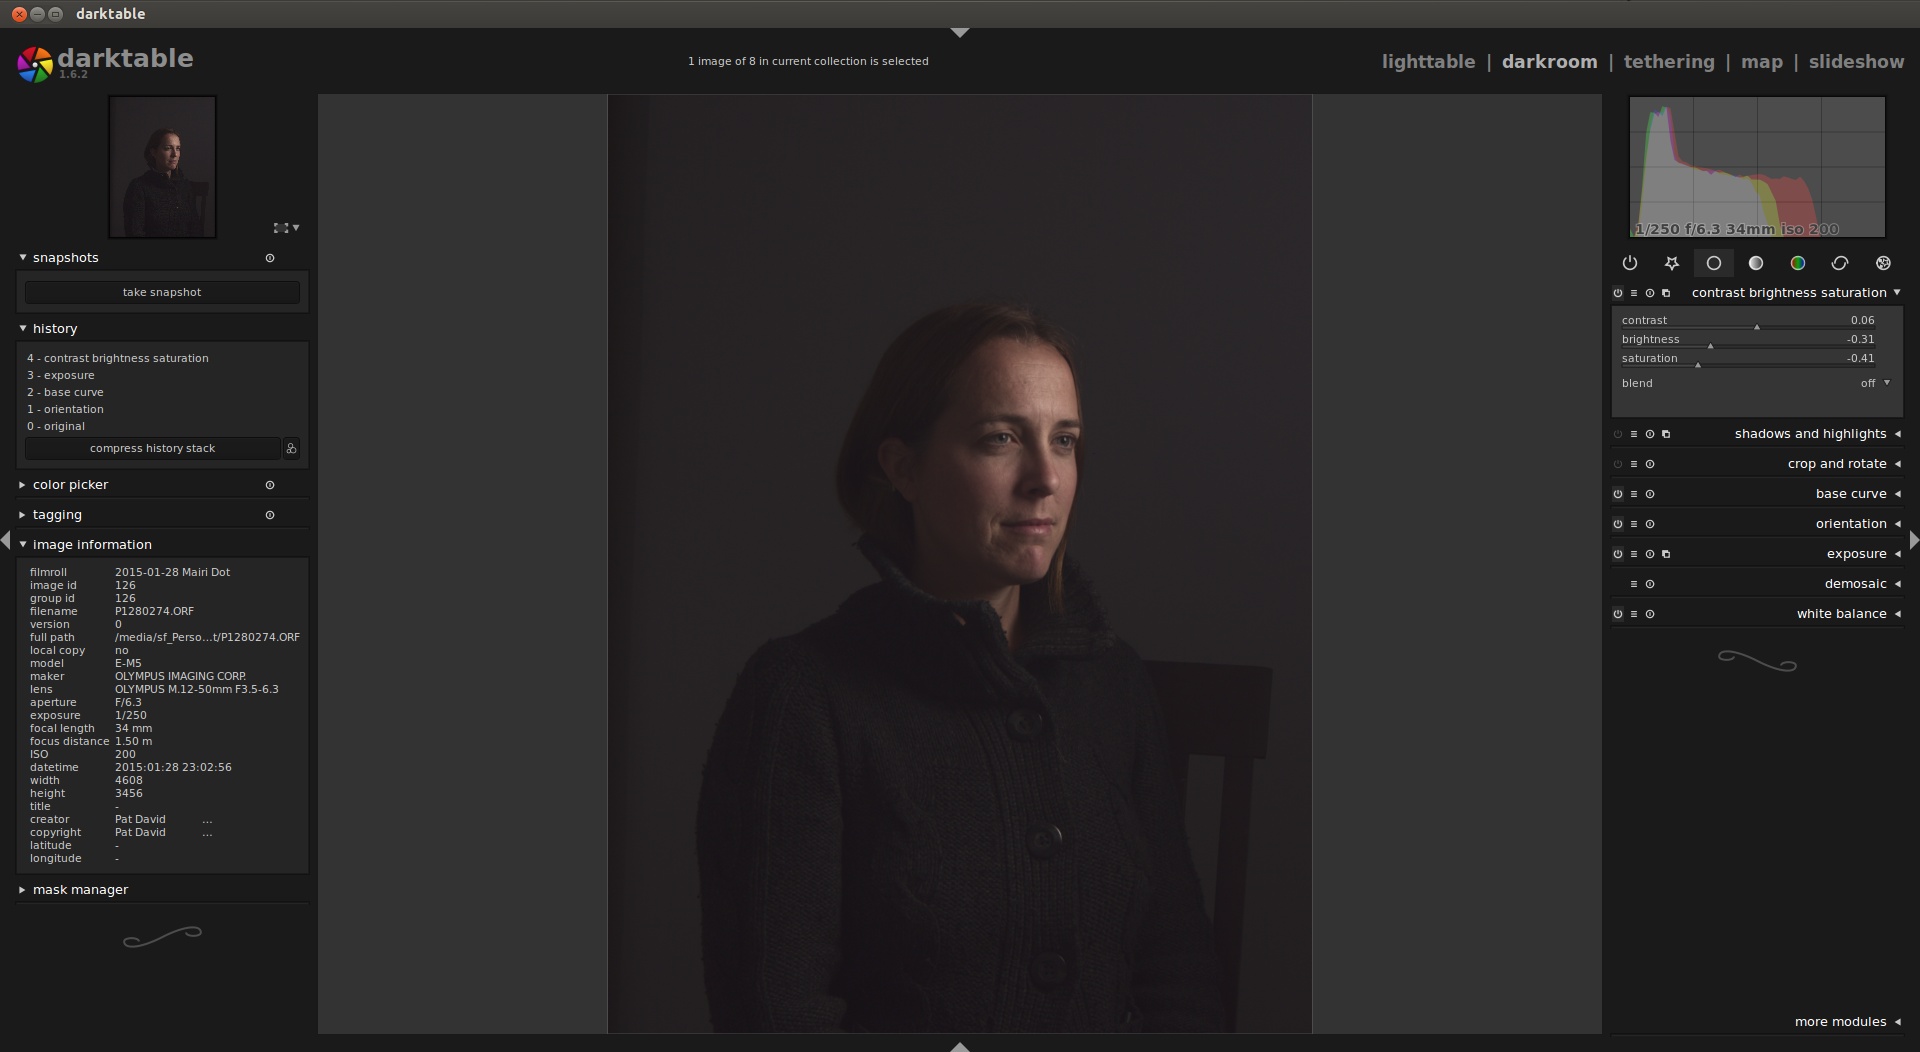 darktable
darktable
1.6.2
1 image of 8 in current collection is selected
lighttable | darkroom | tethering | map | slideshow
snapshots
take snapshot
history
4 - contrast brightness saturation
3 - exposure
2 - base curve
1 - orientation
0 - original
compress history stack
color picker
tagging
image information
filmroll 2015-01-28 Mairi Dot
image id 126
group id 126
filename P1280274.ORF
version 0
full path /media/sf_Perso...t/P1280274.ORF
local copy no
model E-M5
maker OLYMPUS IMAGING CORP.
lens OLYMPUS M.12-50mm F3.5-6.3
aperture F/6.3
exposure 1/250
focal length 34 mm
focus distance 1.50 m
ISO 200
datetime 2015:01:28 23:02:56
width 4608
height 3456
title -
creator Pat David ...
copyright Pat David ...
latitude -
longitude -
mask manager
1/250 f/6.3 34mm iso 200
contrast brightness saturation
contrast 0.06
brightness -0.31
saturation -0.41
blend off
shadows and highlights
crop and rotate
base curve
orientation
exposure
demosaic
white balance
more modules